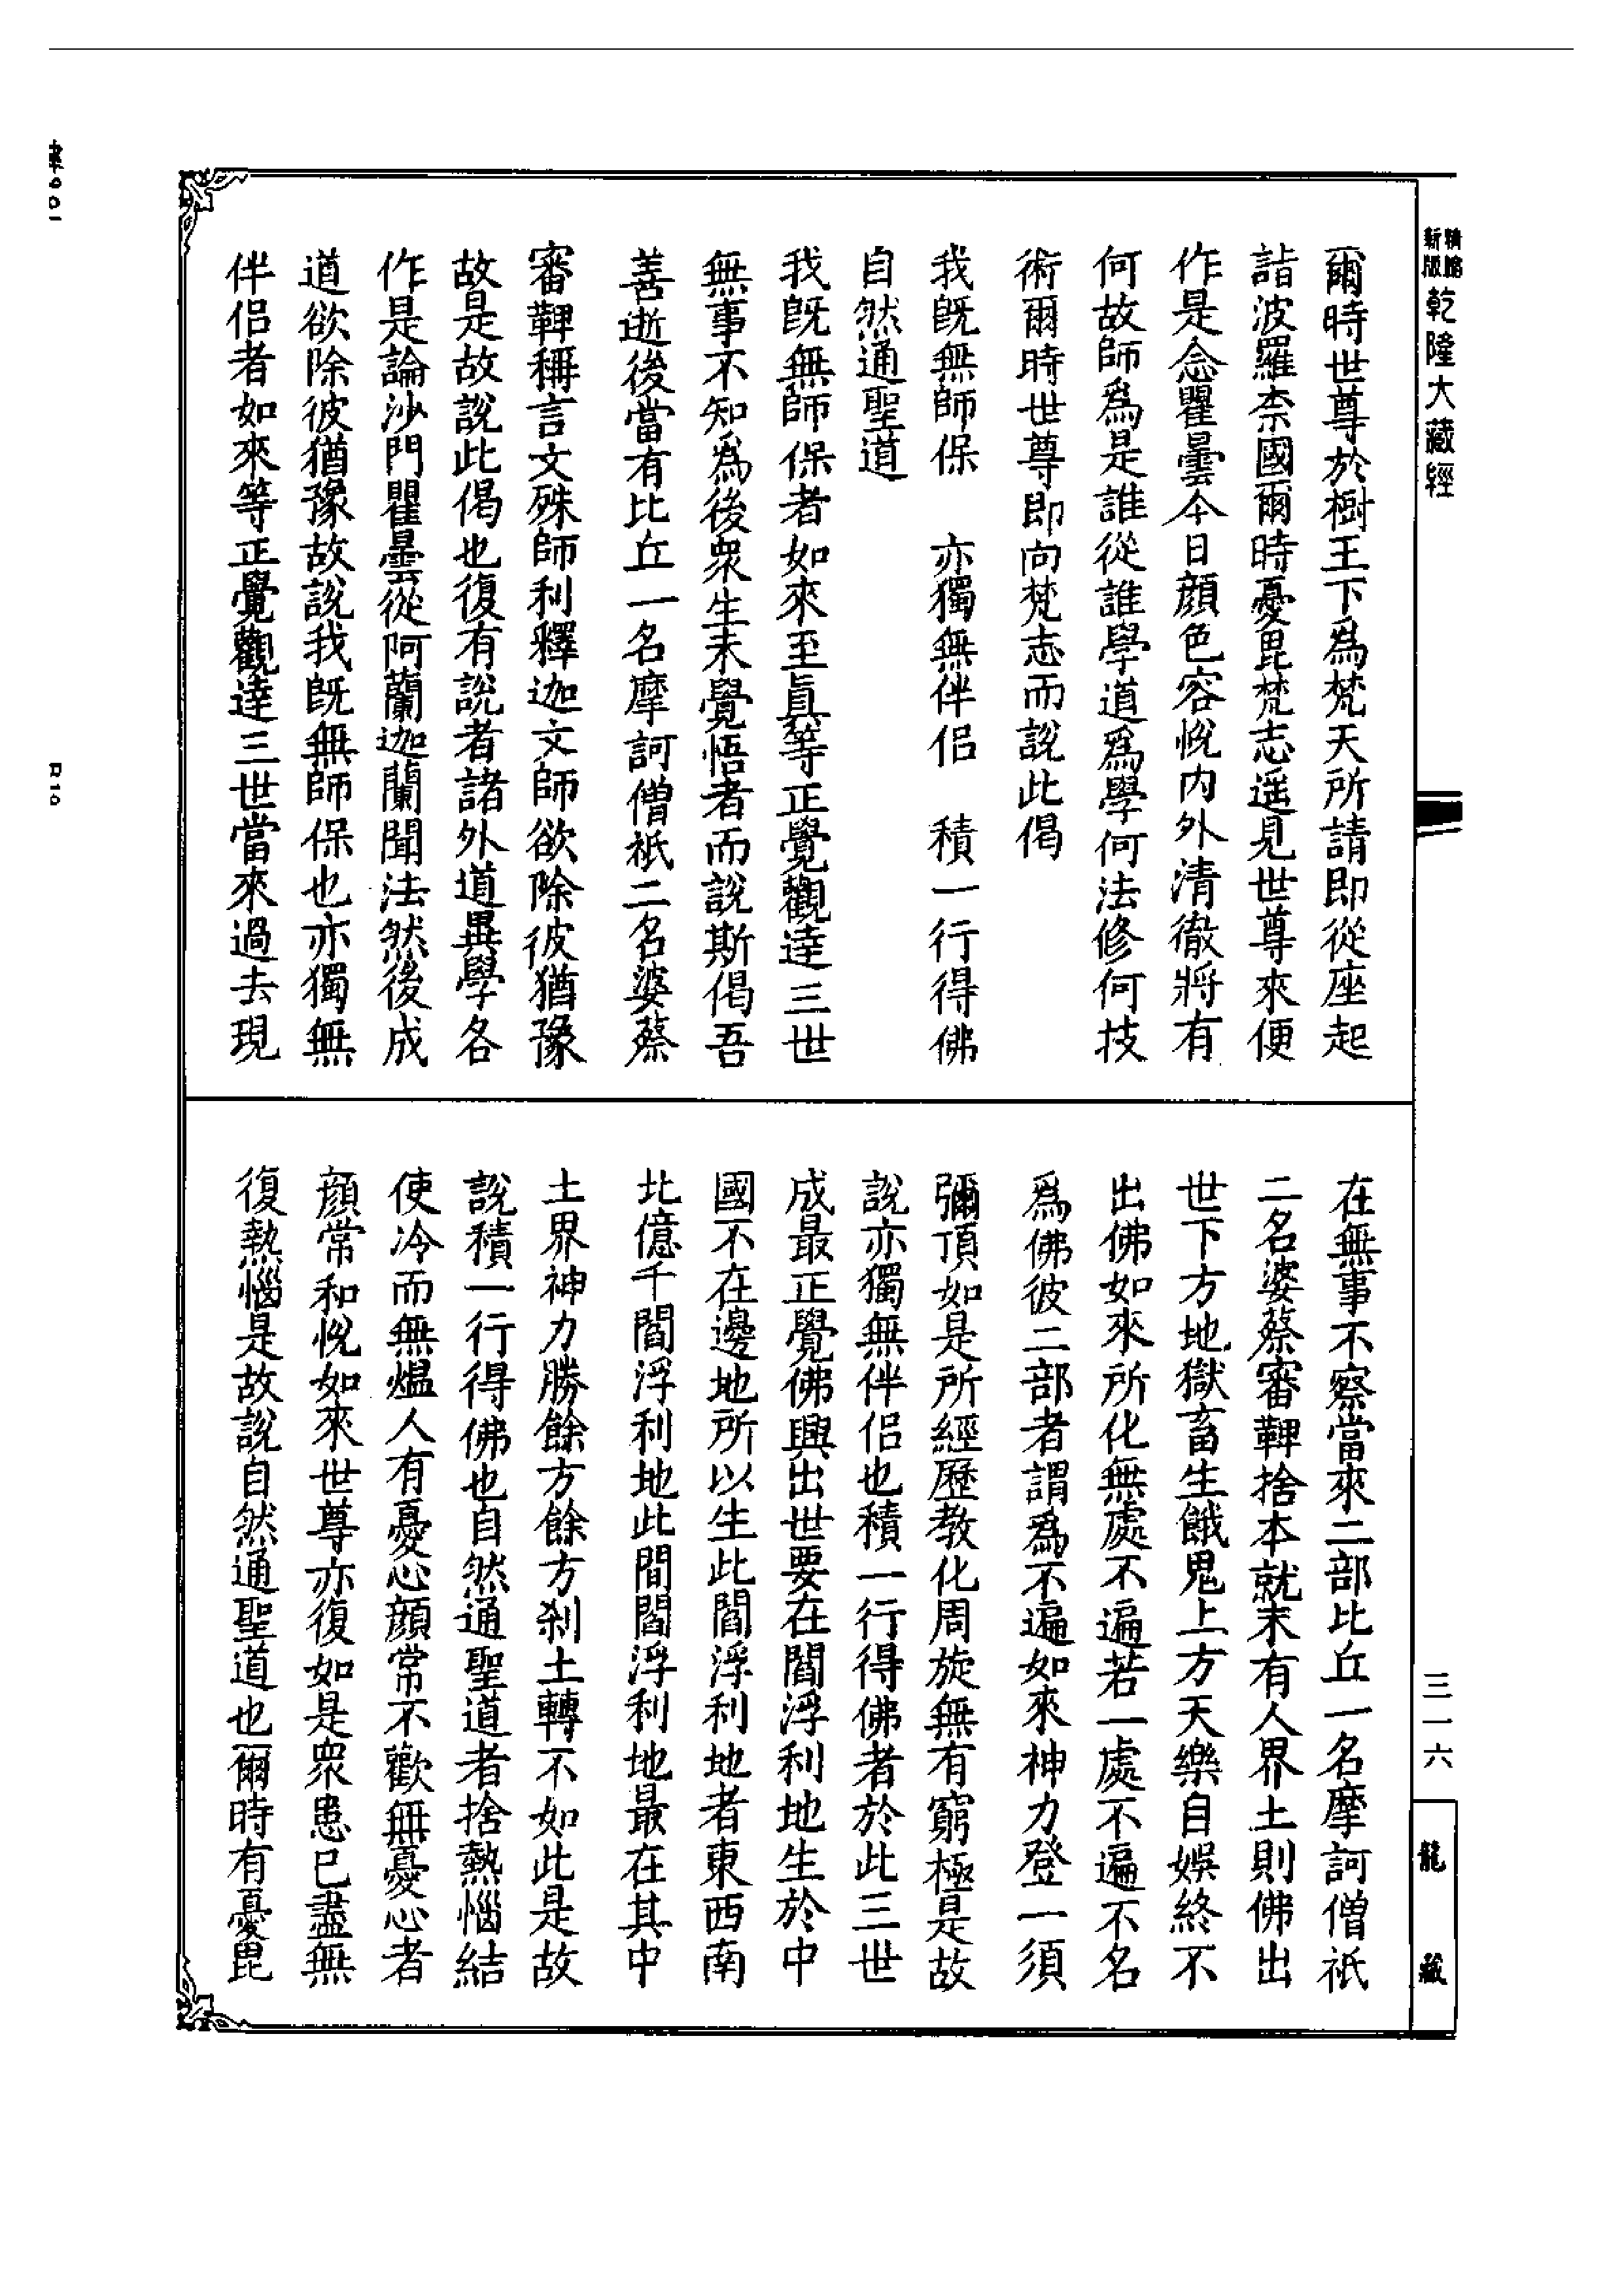 精縮
新版
乾隆大藏經
三一六
龍藏
爾時世尊於樹王下為梵天所請即從座起
詣波羅柰國爾時憂毘梵志遥見世尊來便
作是念瞿曇今日顔色容悅内外清徹將有
何故師為是誰從誰學道為學何法修何技
術爾時世尊即向梵志而說此偈
我旣無師保　亦獨無伴侣　積一行得佛
自然通聖道
我旣無師保者如來至真等正覺觀達三世
無事不知為後衆生未覺悟者而說斯偈吾
善逝後當有比丘一名摩訶僧祇二名婆蔡
審鞞稱言文殊師利釋迦文師欲除彼猶豫
故是故說此偈也復有說者諸外道異學各
作是論沙門瞿曇從阿蘭迦蘭聞法然後成
道欲除彼猶豫故說我旣無師保也亦獨無
伴侣者如來等正覺觀達三世當來過去現
在無事不察當來二部比丘一名摩訶僧祇
二名婆蔡審鞞捨本就末有人界土則佛出
世下方地獄畜生餓鬼上方天樂自娛終不
出佛如來所化無處不遍若一處不遍不名
為佛彼二部者謂為不遍如來神力登一須
彌頂如是所經歷教化周旋無有窮極是故
說亦獨無伴侣也積一行得佛者於此三世
成最正覺佛興出世要在閻浮利地生於中
國不在邊地所以生此閻浮利地者東西南
北億千閻浮利地此間閻浮利地最在其中
土界神力勝餘方餘方刹土轉不如此是故
說積一行得佛也自然通聖道者捨熱惱結
使冷而無熅人有憂心顔常不歡無憂心者
顔常和悅如來世尊亦復如是衆患已盡無
復熱惱是故說自然通聖道也爾時有憂毘